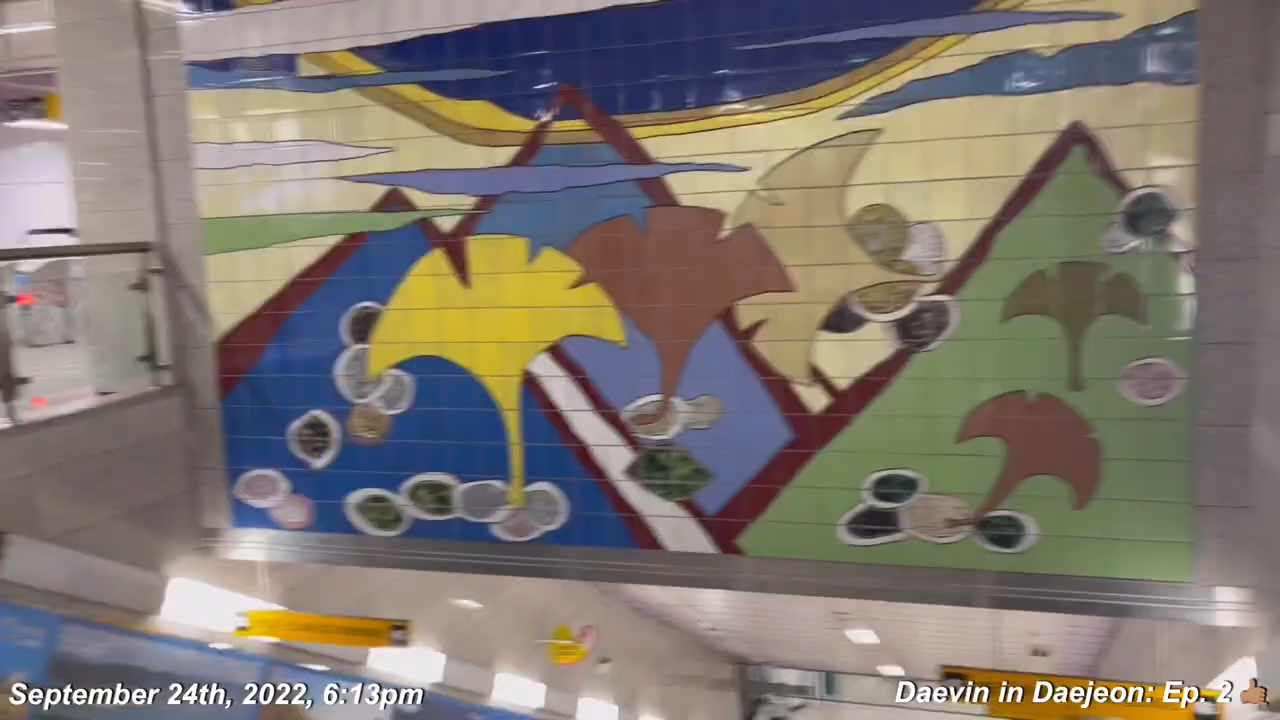 September 24th, 2022, 6:13pm
Daevin in Daejeon: Ep. 2 👍🏽